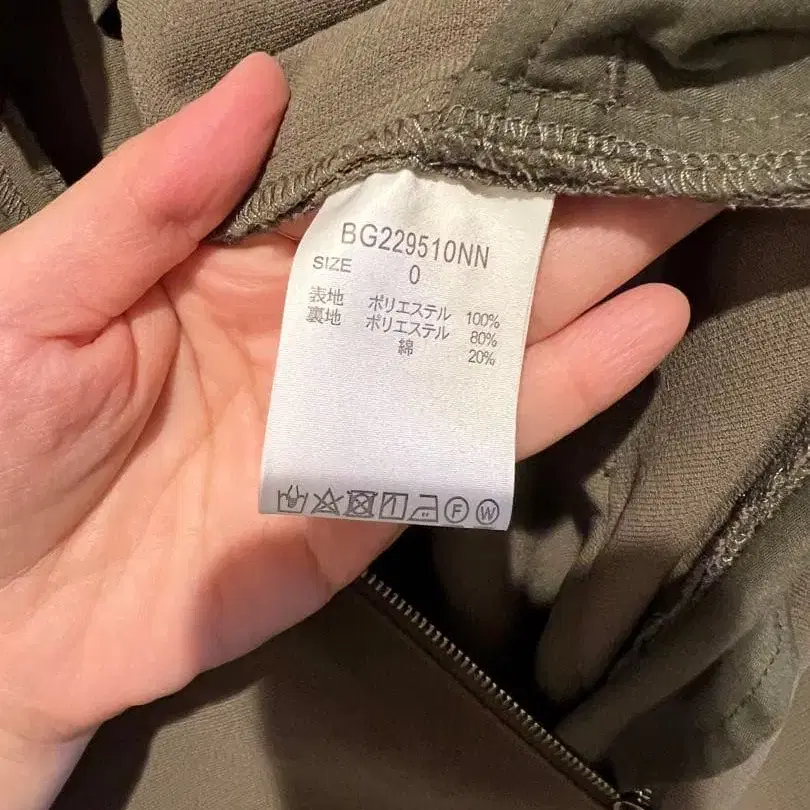 BG229510NN
SIZE 0
表地 ポリエステル 100%
裏地 ポリエステル 80%
綿 20%
F W